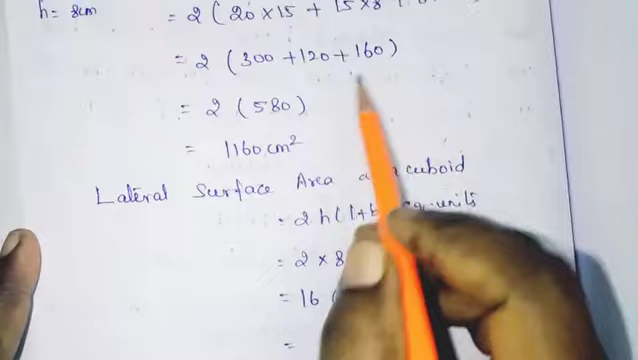 h = 8cm = 2 ( 20 × 15 + 15 × 8 +
= 2 ( 300 + 120 + 160 )
= 2 ( 580 )
= 1160 cm²
Lateral Surface Area cuboid
= 2 h ( l + b units
= 2 × 8
= 16 (
=